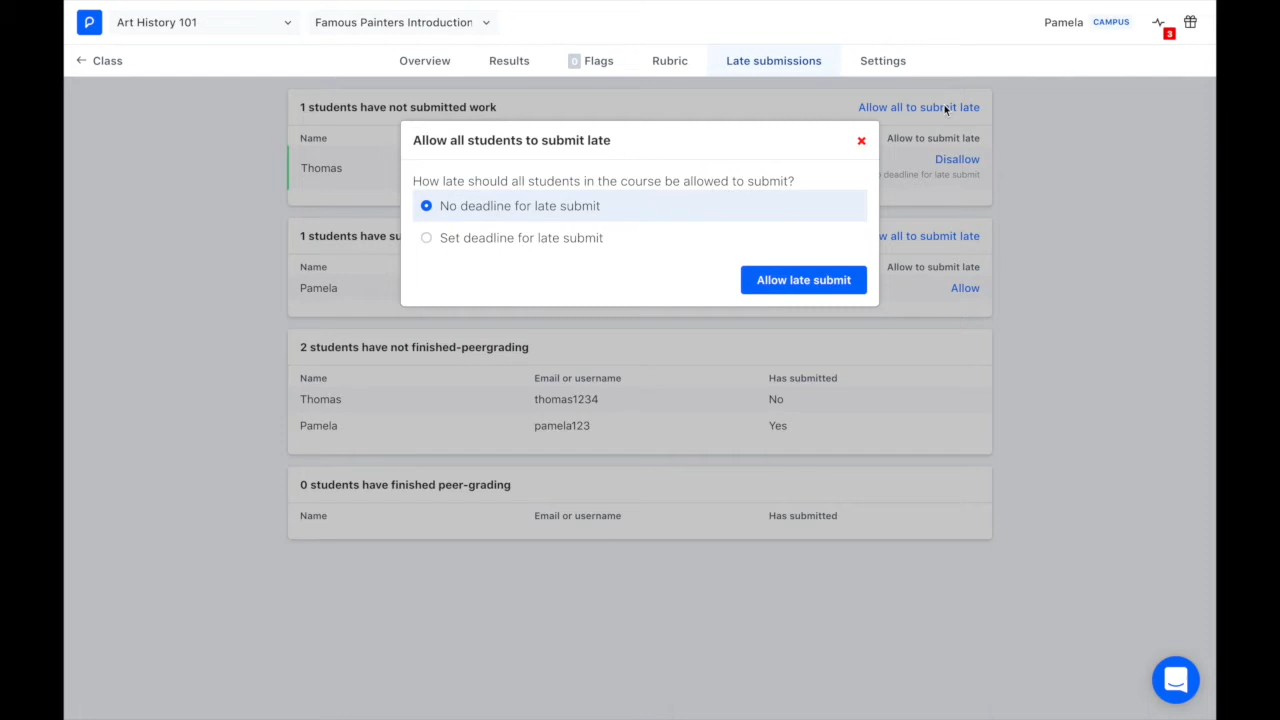 Art History 101
Famous Painters Introduction
Pamela CAMPUS
3
Class
Overview
Results
0 Flags
Rubric
Late submissions
Settings
1 students have not submitted work
Allow all to submit late
Name
Allow to submit late
Thomas
Disallow
deadline for late submit
Allow all students to submit late
How late should all students in the course be allowed to submit?
No deadline for late submit
Set deadline for late submit
Allow late submit
1 students have su
w all to submit late
Name
Allow to submit late
Pamela
Allow
2 students have not finished-peergrading
Name Email or username Has submitted
Thomas thomas1234 No
Pamela pamela123 Yes
0 students have finished peer-grading
Name Email or username Has submitted